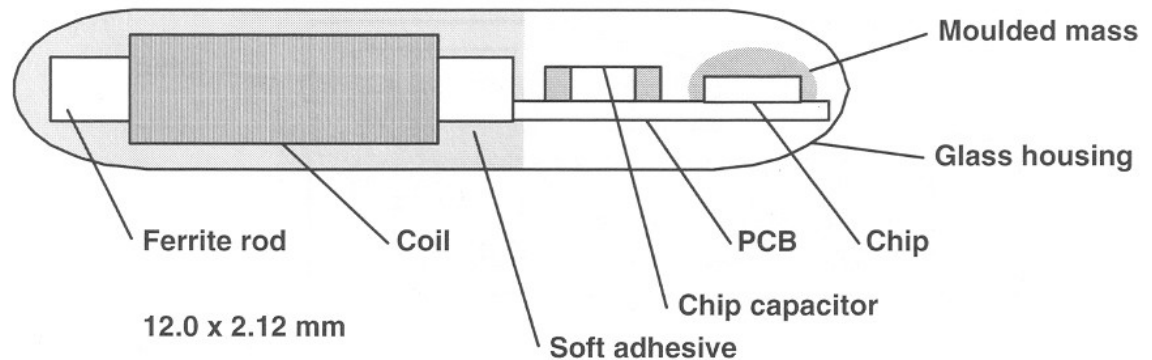 Moulded mass
Glass housing
Ferrite rod
Coil
PCB
Chip
Chip capacitor
12.0 x 2.12 mm
Soft adhesive